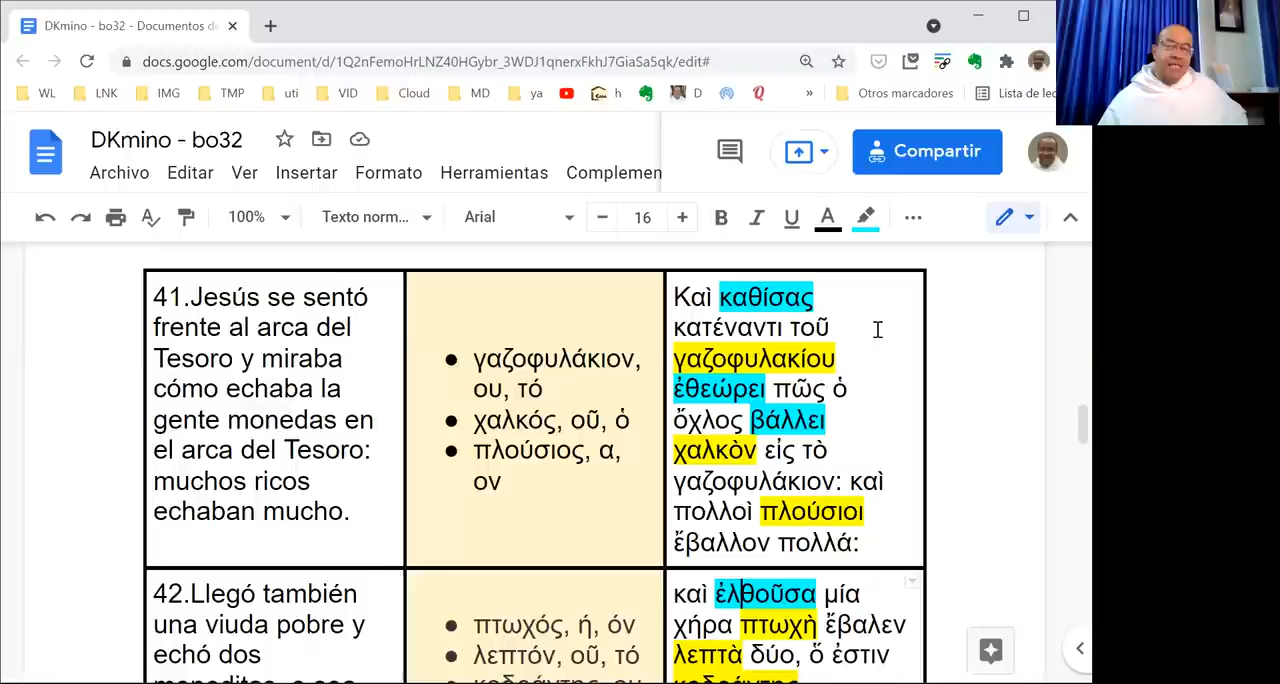 DKmino - bo32 - Documentos de
docs.google.com/document/d/1Q2nFemoHrLNZ40HGybr_3WDJ1qnerxFkhJ7GiaSa5qk/edit#
WL LNK IMG TMP uti VID Cloud MD ya h D » Otros marcadores Lista de lec
DKmino - bo32
Compartir
Archivo Editar Ver Insertar Formato Herramientas Complemen
100% Texto norm... Arial 16 B I U A
41.Jesús se sentó
frente al arca del
Tesoro y miraba
cómo echaba la
gente monedas en
el arca del Tesoro:
muchos ricos
echaban mucho.
● γαζοφυλάκιον,
ου, τό
● χαλκός, οῦ, ὁ
● πλούσιος, α,
ον
Καὶ καθίσας
κατέναντι τοῦ
γαζοφυλακίου
ἐθεώρει πῶς ὁ
ὄχλος βάλλει
χαλκὸν εἰς τὸ
γαζοφυλάκιον: καὶ
πολλοὶ πλούσιοι
ἔβαλλον πολλά:
42.Llegó también
una viuda pobre y
echó dos
● πτωχός, ή, όν
● λεπτόν, οῦ, τό
καὶ ἐλθοῦσα μία
χήρα πτωχὴ ἔβαλεν
λεπτὰ δύο, ὅ ἐστιν